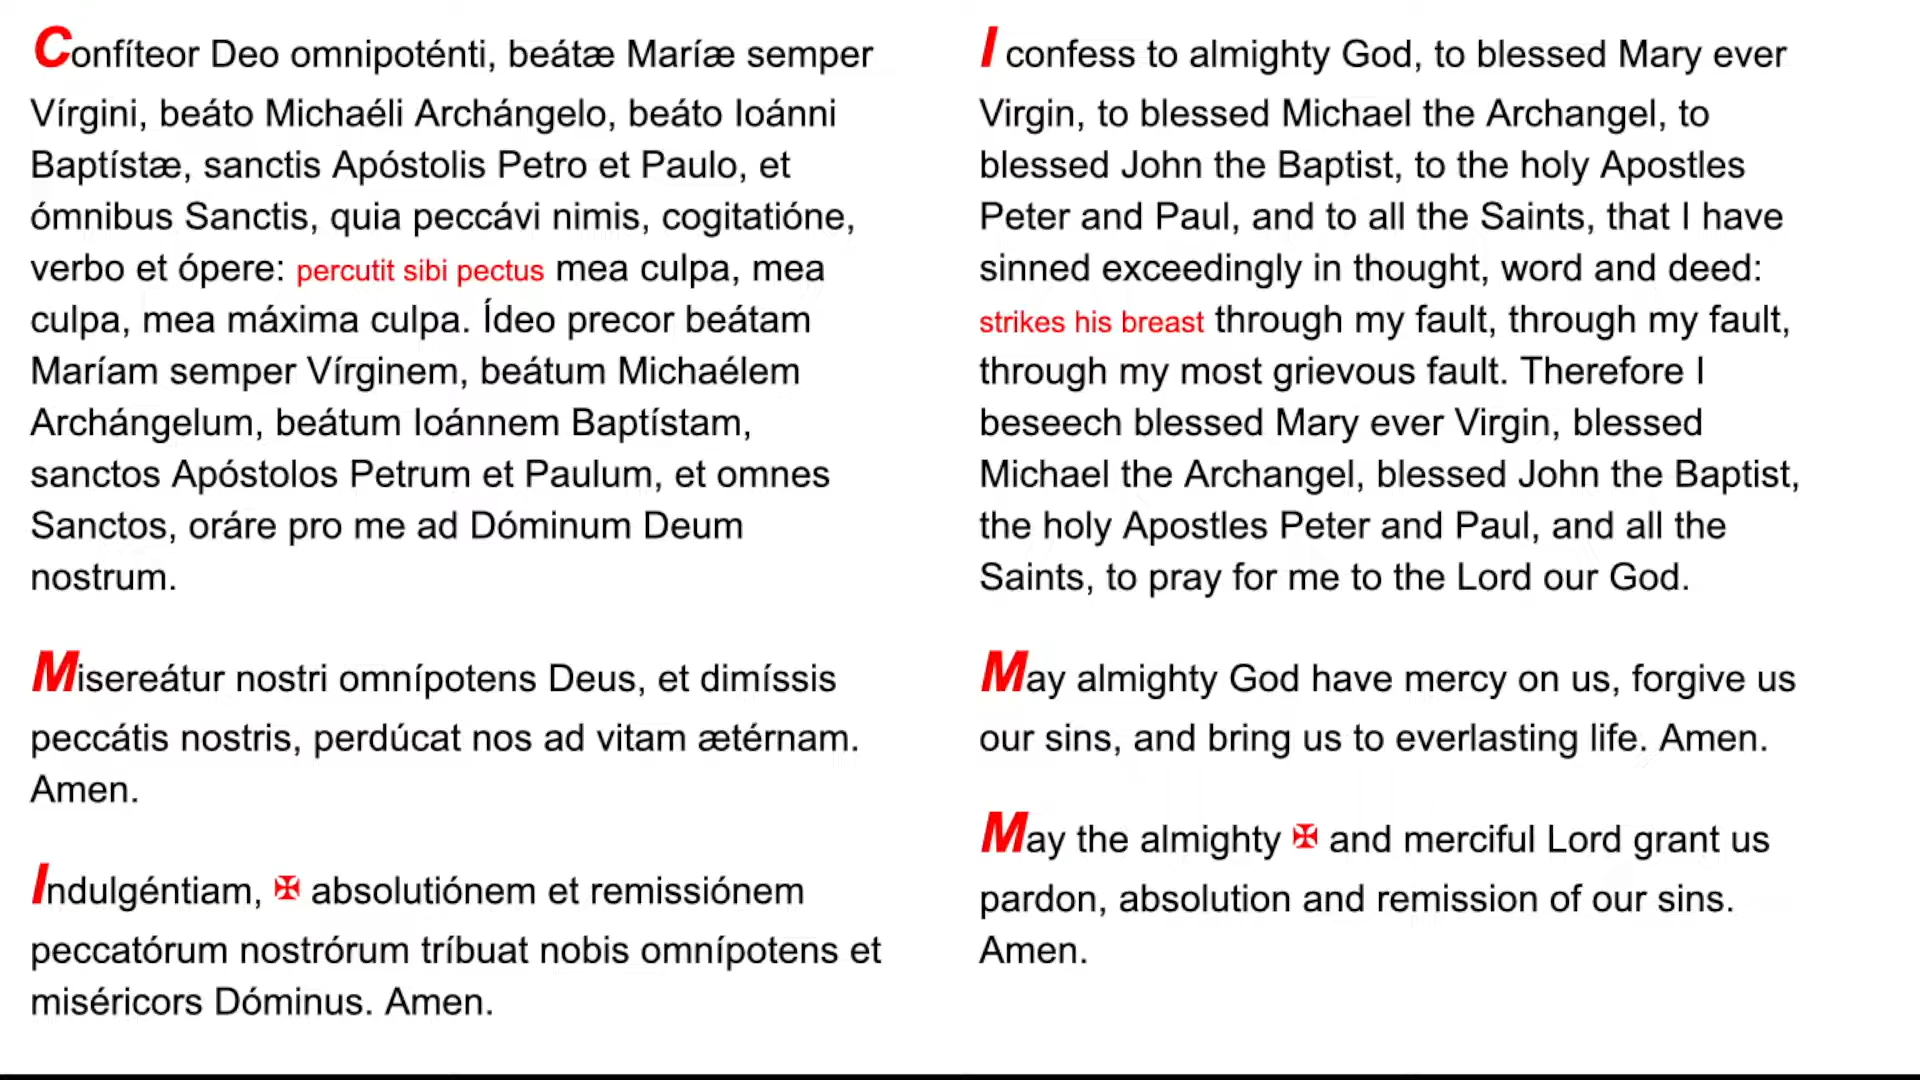 Confíteor Deo omnipoténti, beátæ Maríæ semper
Vírgini, beáto Michaéli Archángelo, beáto Ioánni
Baptístæ, sanctis Apóstolis Petro et Paulo, et
ómnibus Sanctis, quia peccávi nimis, cogitatióne,
verbo et ópere: percutit sibi pectus mea culpa, mea
culpa, mea máxima culpa. Ídeo precor beátam
Maríam semper Vírginem, beátum Michaélem
Archángelum, beátum Ioánnem Baptístam,
sanctos Apóstolos Petrum et Paulum, et omnes
Sanctos, oráre pro me ad Dóminum Deum
nostrum.
Misereátur nostri omnípotens Deus, et dimíssis
peccátis nostris, perdúcat nos ad vitam ætérnam.
Amen.
Indulgéntiam, ✠ absolutiónem et remissiónem
peccatórum nostrórum tríbuat nobis omnípotens et
miséricors Dóminus. Amen.
I confess to almighty God, to blessed Mary ever
Virgin, to blessed Michael the Archangel, to
blessed John the Baptist, to the holy Apostles
Peter and Paul, and to all the Saints, that I have
sinned exceedingly in thought, word and deed:
strikes his breast through my fault, through my fault,
through my most grievous fault. Therefore I
beseech blessed Mary ever Virgin, blessed
Michael the Archangel, blessed John the Baptist,
the holy Apostles Peter and Paul, and all the
Saints, to pray for me to the Lord our God.
May almighty God have mercy on us, forgive us
our sins, and bring us to everlasting life. Amen.
May the almighty ✠ and merciful Lord grant us
pardon, absolution and remission of our sins.
Amen.